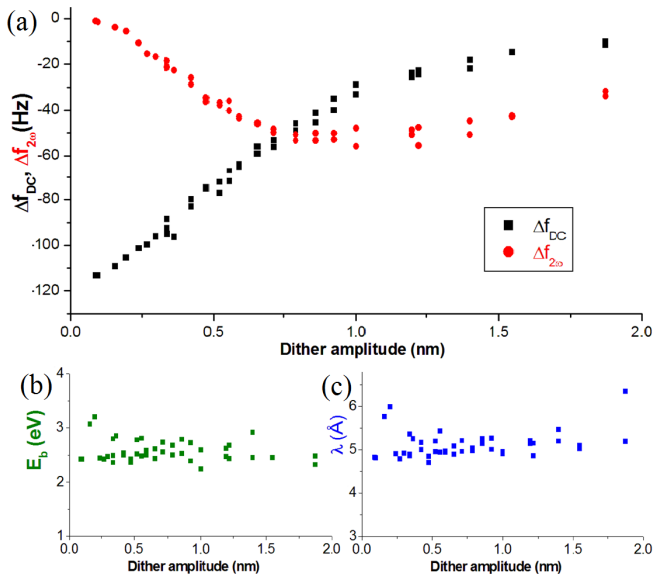 (a)
Δf_DC, Δf_2ω (Hz)
0
-20
-40
-60
-80
-100
-120
0.0 0.5 1.0 1.5 2.0
Dither amplitude (nm)
Δf_DC
Δf_2ω
(b)
E_b (eV)
4
3
2
1
0.0 0.5 1.0 1.5 2.0
Dither amplitude (nm)
(c)
λ (Å)
6
5
4
3
0.0 0.5 1.0 1.5 2.0
Dither amplitude (nm)